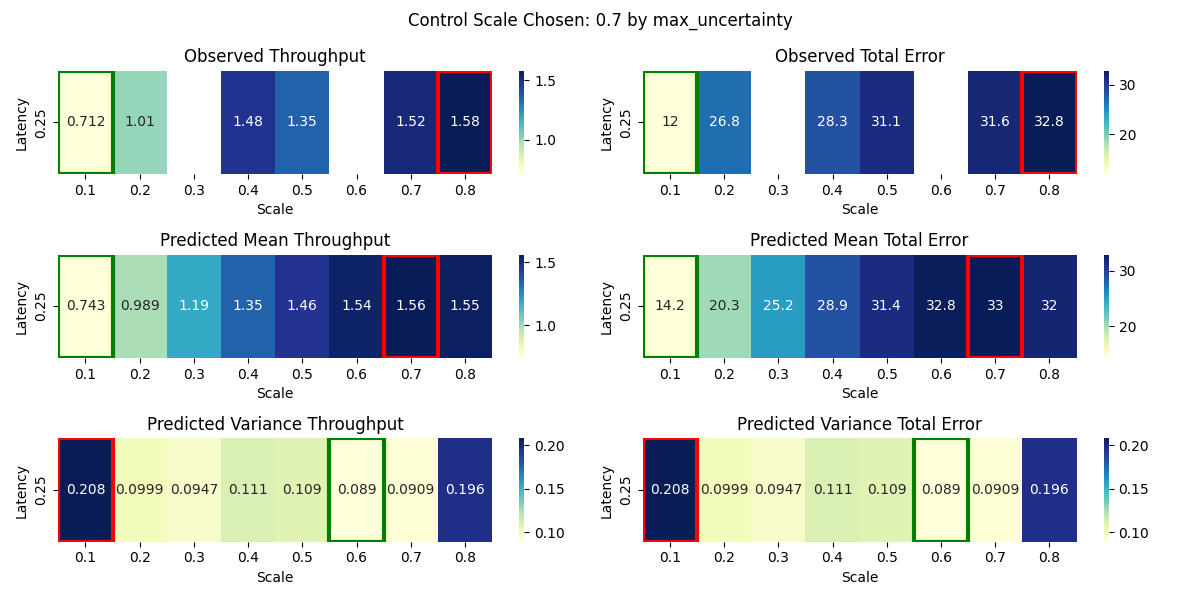 Control Scale Chosen: 0.7 by max_uncertainty
Observed Throughput
Latency
0.25
0.712 1.01 1.48 1.35 1.52 1.58
0.1 0.2 0.3 0.4 0.5 0.6 0.7 0.8
Scale
1.5
1.0
Observed Total Error
Latency
0.25
12 26.8 28.3 31.1 31.6 32.8
0.1 0.2 0.3 0.4 0.5 0.6 0.7 0.8
Scale
30
20
Predicted Mean Throughput
Latency
0.25
0.743 0.989 1.19 1.35 1.46 1.54 1.56 1.55
0.1 0.2 0.3 0.4 0.5 0.6 0.7 0.8
Scale
1.5
1.0
Predicted Mean Total Error
Latency
0.25
14.2 20.3 25.2 28.9 31.4 32.8 33 32
0.1 0.2 0.3 0.4 0.5 0.6 0.7 0.8
Scale
30
20
Predicted Variance Throughput
Latency
0.25
0.208 0.0999 0.0947 0.111 0.109 0.089 0.0909 0.196
0.1 0.2 0.3 0.4 0.5 0.6 0.7 0.8
Scale
0.20
0.15
0.10
Predicted Variance Total Error
Latency
0.25
0.208 0.0999 0.0947 0.111 0.109 0.089 0.0909 0.196
0.1 0.2 0.3 0.4 0.5 0.6 0.7 0.8
Scale
0.20
0.15
0.10